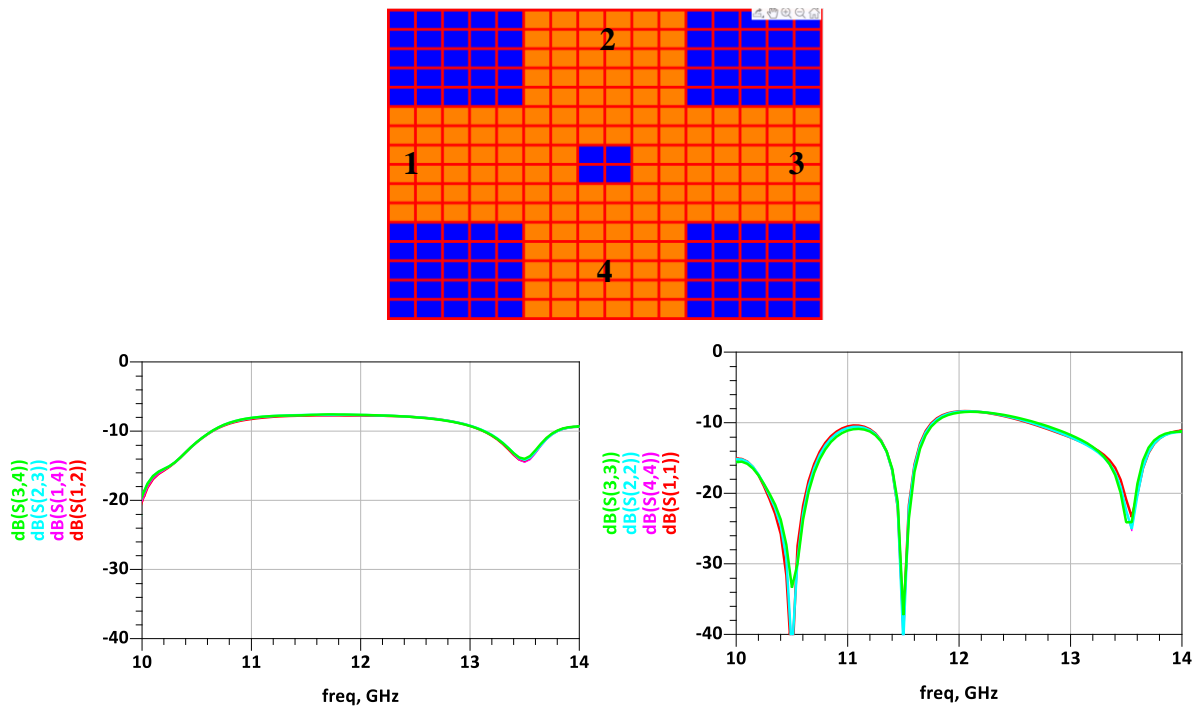 2
1
3
4
0
-10
-20
-30
-40
10
11
12
13
14
freq, GHz
dB(S(3,4))
dB(S(2,3))
dB(S(1,4))
dB(S(1,2))
0
-10
-20
-30
-40
10
11
12
13
14
freq, GHz
dB(S(3,3))
dB(S(2,2))
dB(S(4,4))
dB(S(1,1))